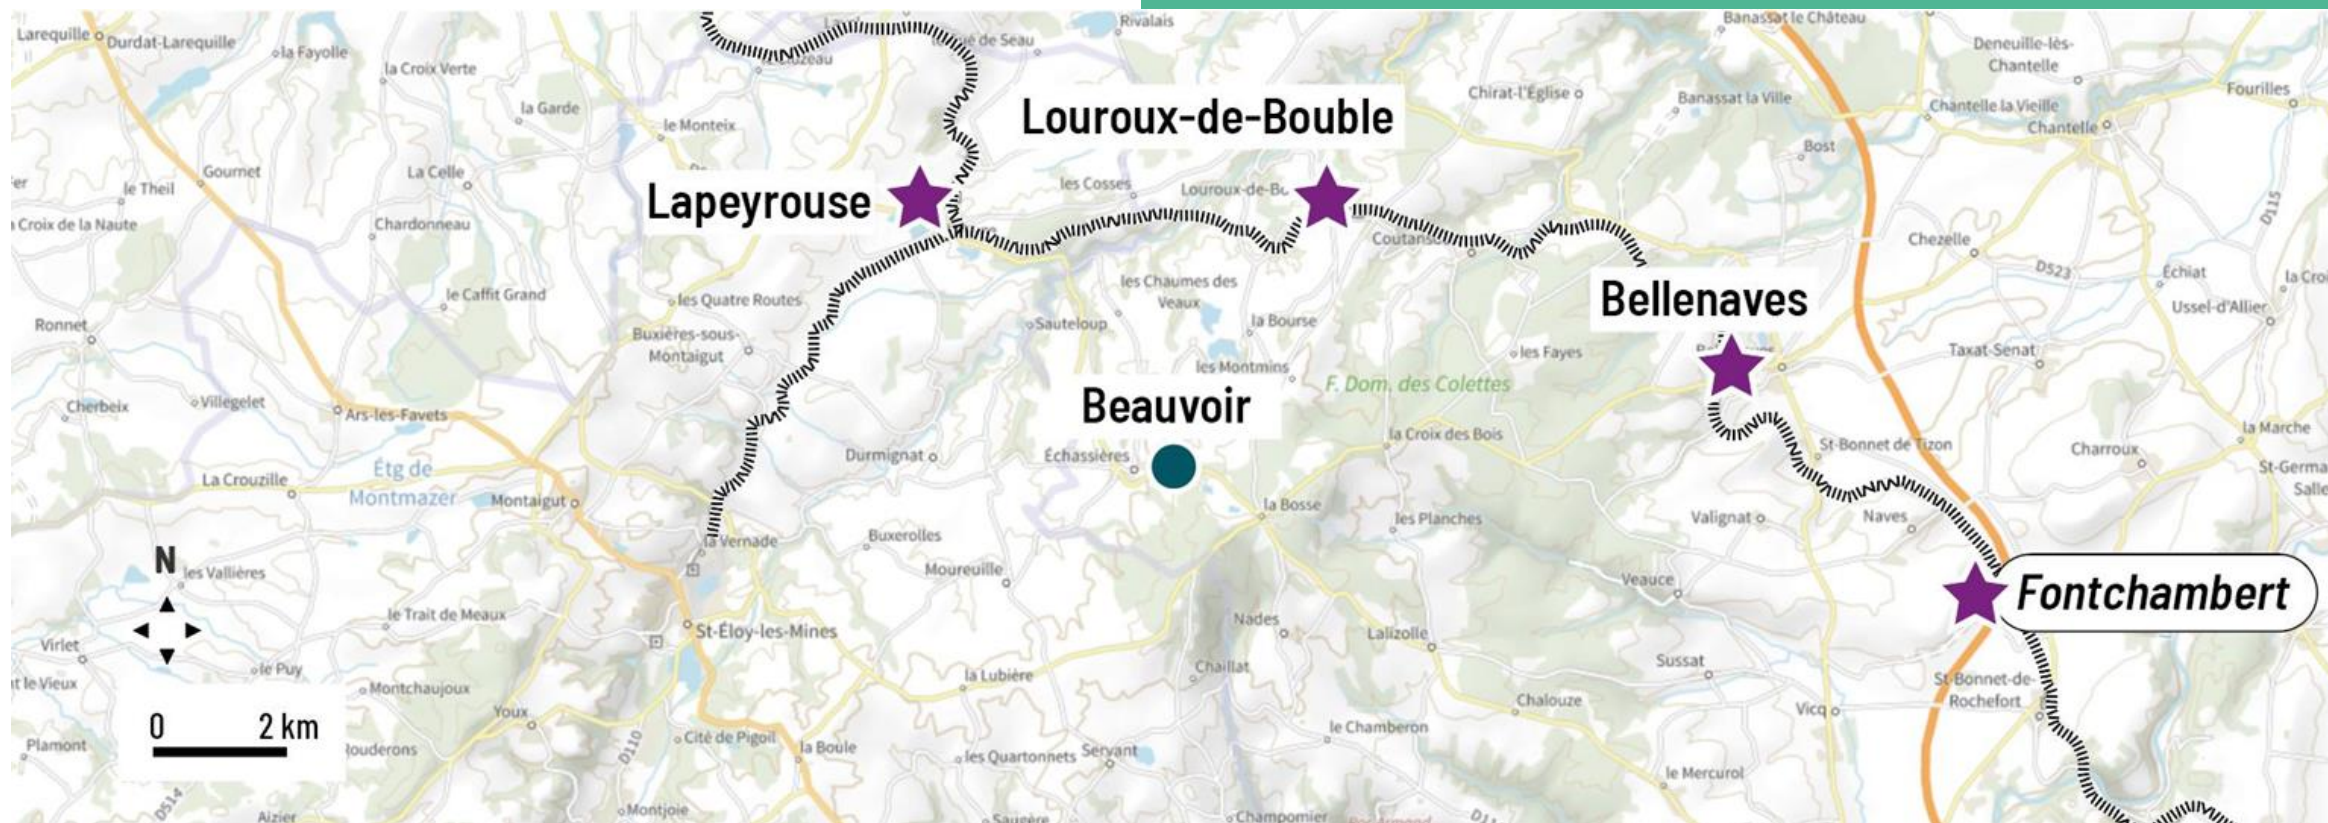 Larequille
Durdat-Larequille
la Fayolle
la Croix Verte
la Garde
le Monteix
Rivalais
Banassat le Château
Deneuille-lès-
Chantelle
Fourilles
Chirat-l'Église
Banassat la Ville
Chantelle la Vieille
Chantelle
Bost
Louroux-de-Bouble
Lapeyrouse
les Cosses
Gournet
le Theil
La Celle
Chardonneau
Croix de la Naute
D115
Chezelle
D523
Échiat
Ussel-d'Allier
le Caffit Grand
les Quatre Routes
Buxières-sous-
Montaigut
les Chaumes des
Veaux
Sauteloup
la Bourse
les Montmins
les Fayes
Bellenaves
Taxat-Senat
Ronnet
Cherbeix
Villegelet
Ars-les-Favets
F. Dom. des Colettes
Beauvoir
la Croix des Bois
St-Bonnet de Tizon
Charroux
la Marche
Durmignat
Échassières
La Crouzille
Étg de
Montmazer
Montaigut
la Bosse
les Planches
Valignat
Naves
la Vernade
Buxerolles
Moureuille
Veauce
Fontchambert
N
les Vallières
le Trait de Meaux
St-Éloy-les-Mines
Nades
Lalizolle
Sussat
Virlet
le Puy
Montchaujoux
la Lubière
Chaillat
Chalouze
St-Bonnet-de-
Rochefort
Vicq
Youx
0 2 km
Plamont
D110
Cité de Pigoil
la Boule
les Quartonnets
Servant
le Chamberon
le Mercurol
D514
Aizier
Montjoie
Champomier